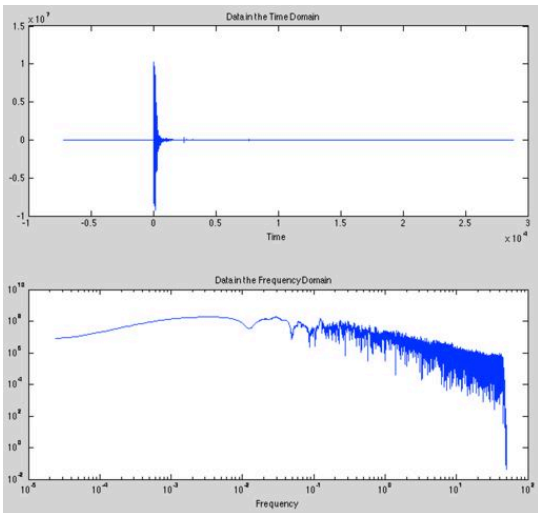 Data in the Time Domain
x 10^7
1.5
1
0.5
0
-0.5
-1
-1 -0.5 0 0.5 1 1.5 2 2.5 3
Time
x 10^4
Data in the Frequency Domain
10^10
10^8
10^6
10^4
10^2
10^0
10^-2
10^-5 10^-4 10^-3 10^-2 10^-1 10^0 10^1 10^2
Frequency